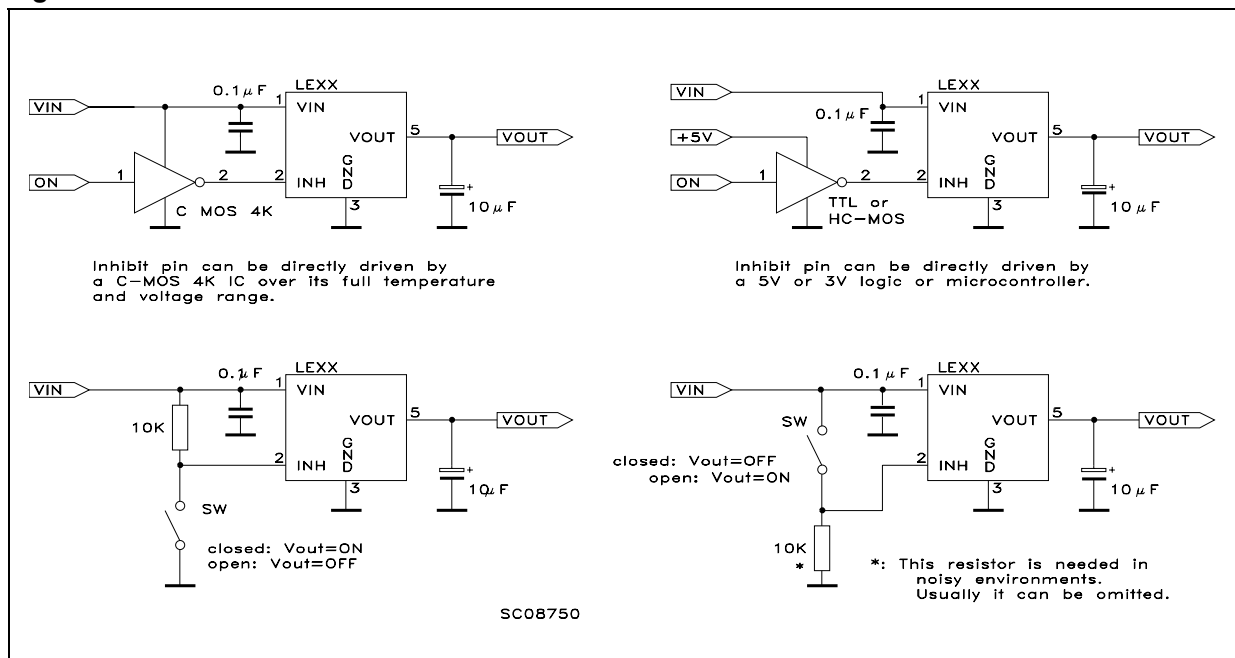 LEXX
VIN
0.1μF
1
VIN
VOUT
5
VOUT
ON
1
2
2
INH
GND
3
+
10μF
C MOS 4K
Inhibit pin can be directly driven by
a C-MOS 4K IC over its full temperature
and voltage range.
LEXX
VIN
0.1μF
1
VIN
+5V
VOUT
5
VOUT
ON
1
2
2
INH
GND
3
+
10μF
TTL or
HC-MOS
Inhibit pin can be directly driven by
a 5V or 3V logic or microcontroller.
LEXX
VIN
0.1μF
1
VIN
10K
VOUT
5
VOUT
2
INH
GND
3
+
10μF
SW
closed: Vout=ON
open: Vout=OFF
LEXX
VIN
0.1μF
1
VIN
SW
VOUT
5
VOUT
closed: Vout=OFF
open: Vout=ON
2
INH
GND
3
+
10μF
10K
*
*: This resistor is needed in
noisy environments.
Usually it can be omitted.
SC08750